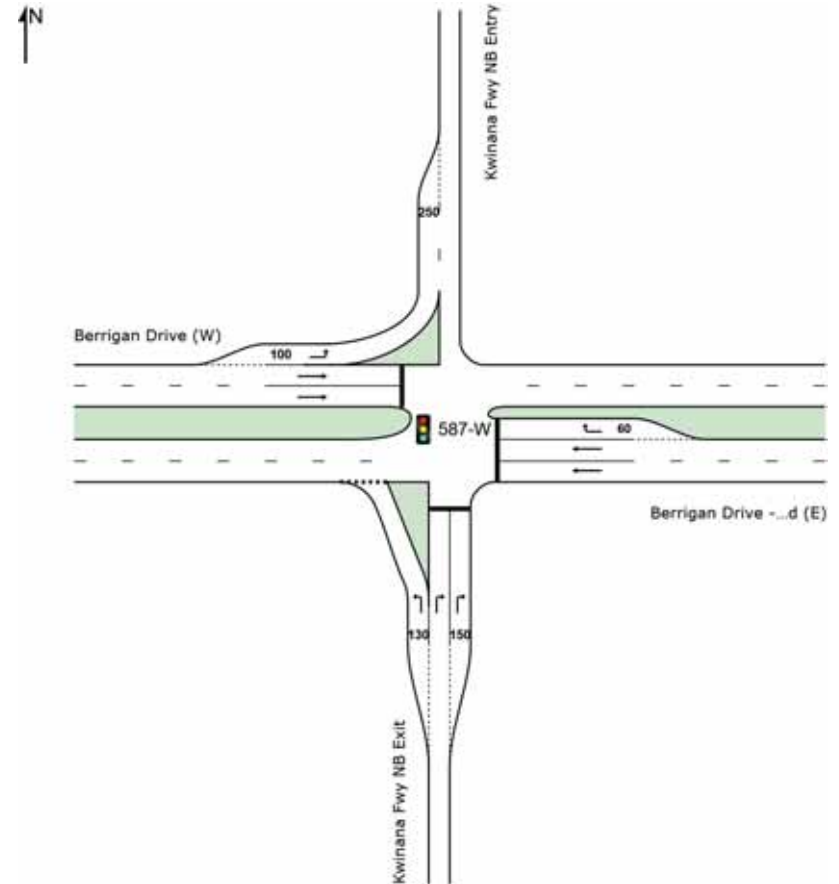 N
Kwinana Fwy NB Entry
250
Berrigan Drive (W)
100
587-W
60
Berrigan Drive -...d (E)
130
150
Kwinana Fwy NB Exit